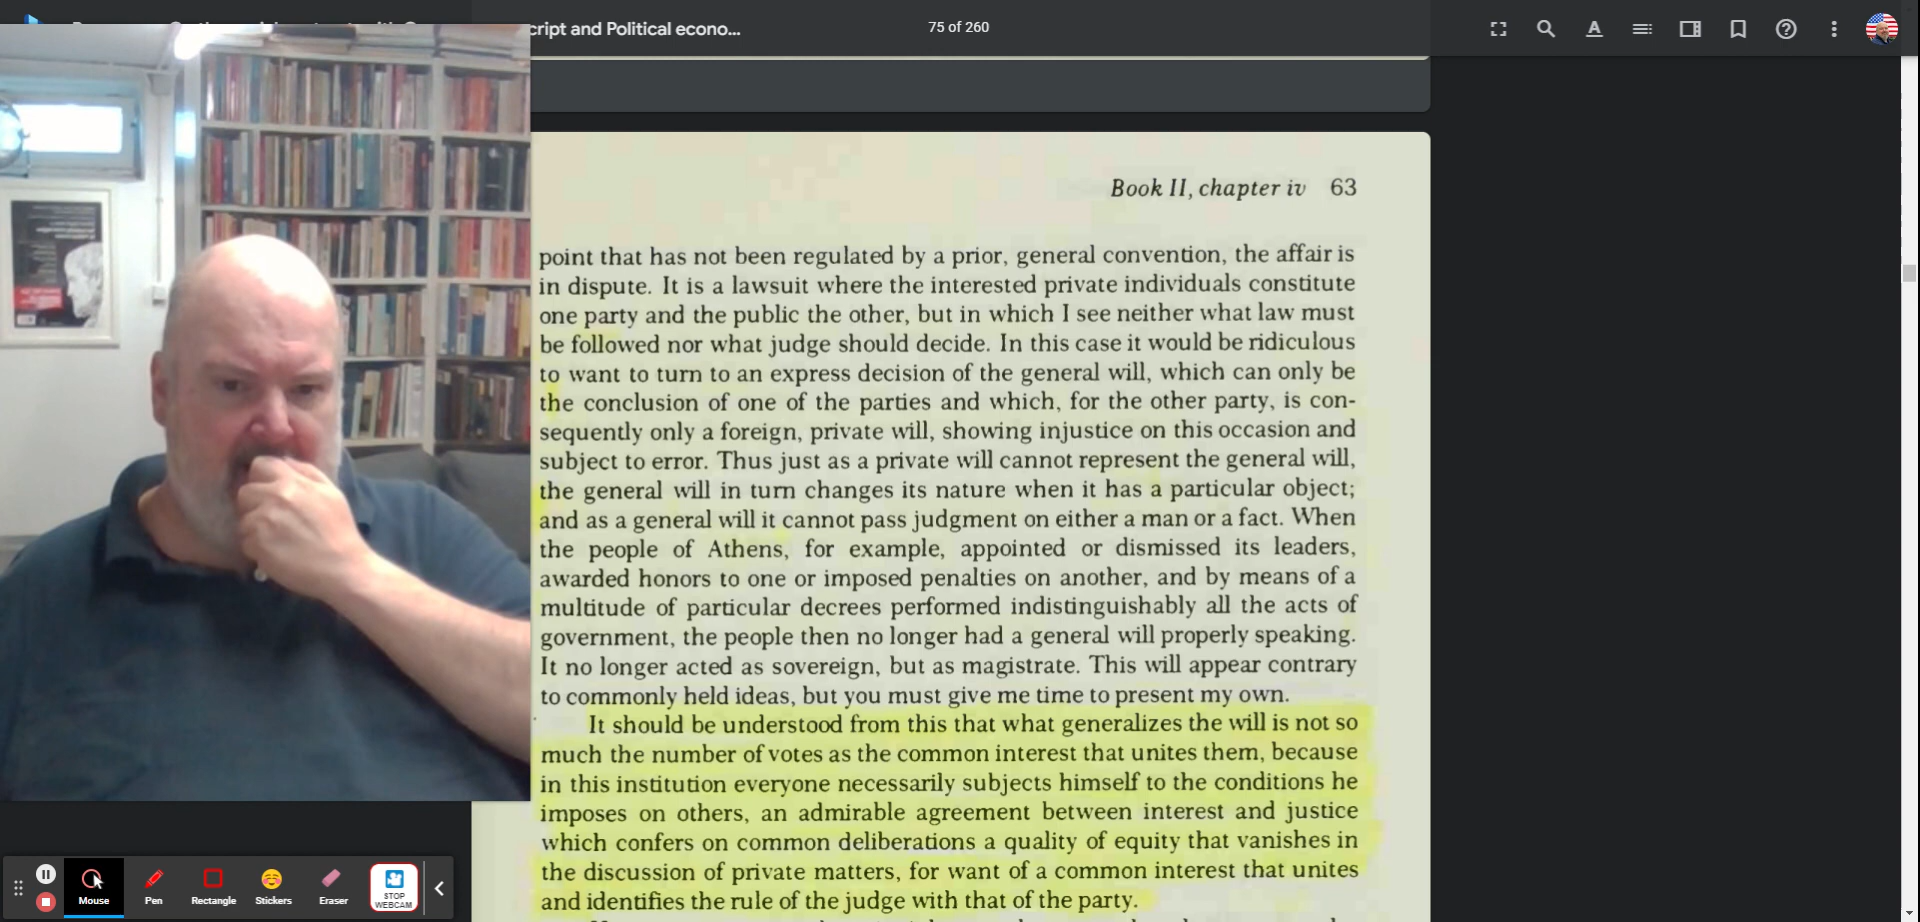 cript and Political econo...
75 of 260
Book II, chapter iv 63
point that has not been regulated by a prior, general convention, the affair is
in dispute. It is a lawsuit where the interested private individuals constitute
one party and the public the other, but in which I see neither what law must
be followed nor what judge should decide. In this case it would be ridiculous
to want to turn to an express decision of the general will, which can only be
the conclusion of one of the parties and which, for the other party, is con-
sequently only a foreign, private will, showing injustice on this occasion and
subject to error. Thus just as a private will cannot represent the general will,
the general will in turn changes its nature when it has a particular object;
and as a general will it cannot pass judgment on either a man or a fact. When
the people of Athens, for example, appointed or dismissed its leaders,
awarded honors to one or imposed penalties on another, and by means of a
multitude of particular decrees performed indistinguishably all the acts of
government, the people then no longer had a general will properly speaking.
It no longer acted as sovereign, but as magistrate. This will appear contrary
to commonly held ideas, but you must give me time to present my own.
It should be understood from this that what generalizes the will is not so
much the number of votes as the common interest that unites them, because
in this institution everyone necessarily subjects himself to the conditions he
imposes on others, an admirable agreement between interest and justice
which confers on common deliberations a quality of equity that vanishes in
the discussion of private matters, for want of a common interest that unites
and identifies the rule of the judge with that of the party.
Mouse
Pen
Rectangle
Stickers
Eraser
STOP
WEBCAM